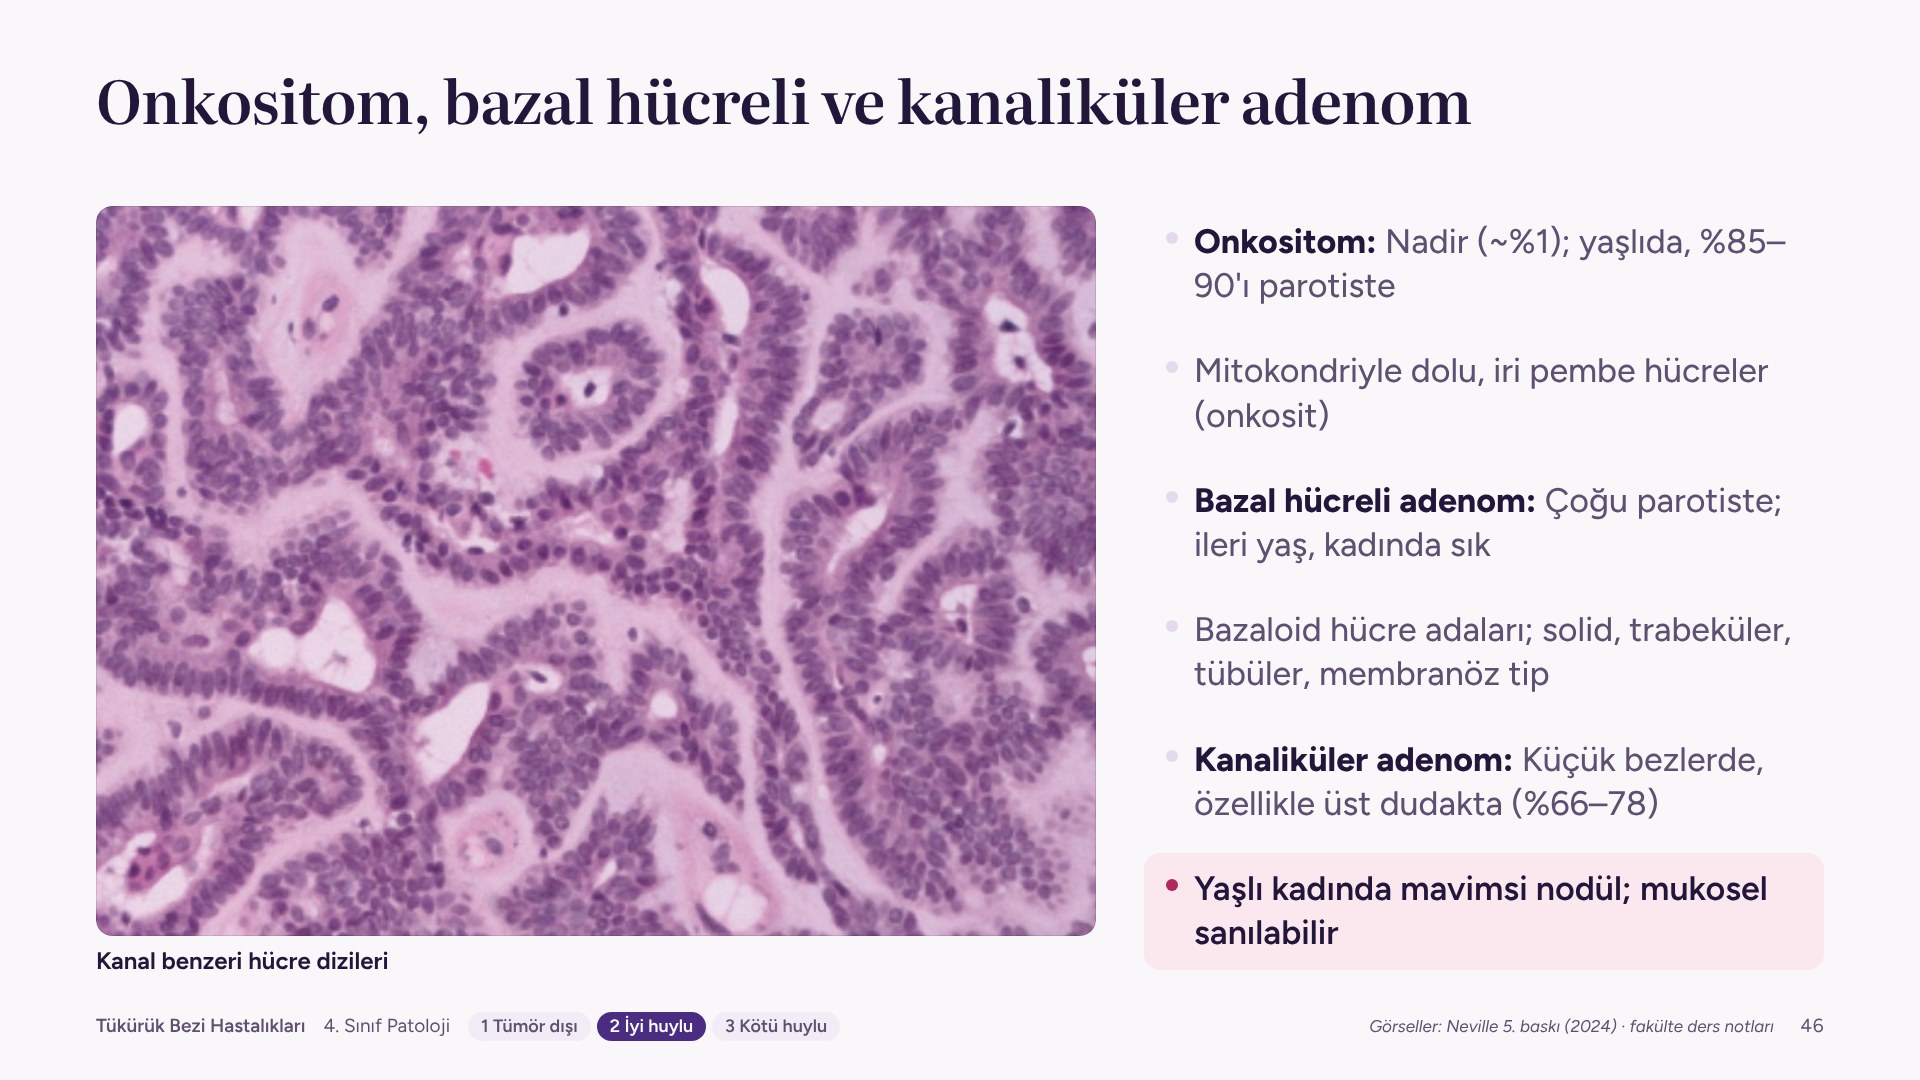 Onkositom, bazal hücreli ve kanaliküler adenom
Onkositom: Nadir (~%1); yaşlıda, %85–
90'ı parotiste
Mitokondriyle dolu, iri pembe hücreler
(onkosit)
Bazal hücreli adenom: Çoğu parotiste;
ileri yaş, kadında sık
Bazaloid hücre adaları; solid, trabeküler,
tübüler, membranöz tip
Kanaliküler adenom: Küçük bezlerde,
özellikle üst dudakta (%66–78)
Yaşlı kadında mavimsi nodül; mukosel
sanılabilir
Kanal benzeri hücre dizileri
Tükürük Bezi Hastalıkları 4. Sınıf Patoloji 1 Tümör dışı 2 İyi huylu 3 Kötü huylu
Görseller: Neville 5. baskı (2024) · fakülte ders notları 46